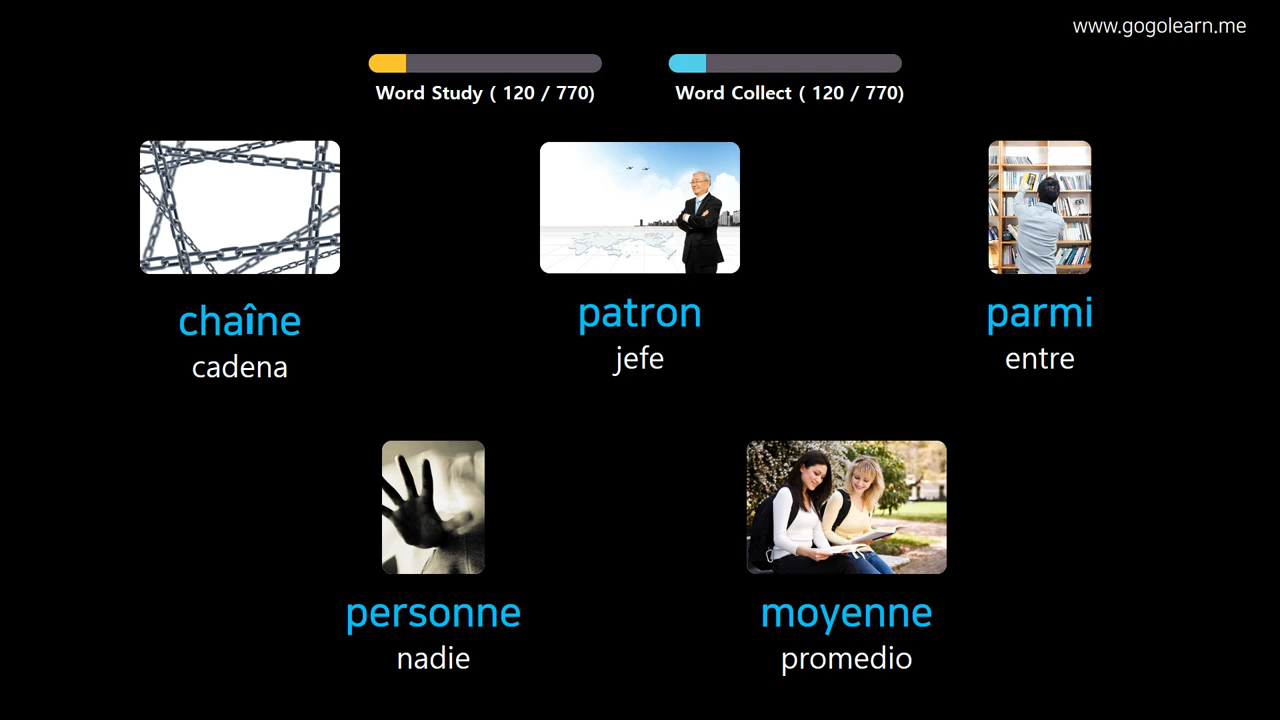 www.gogolearn.me
Word Study ( 120 / 770)
Word Collect ( 120 / 770)
chaîne
cadena
patron
jefe
parmi
entre
personne
nadie
moyenne
promedio